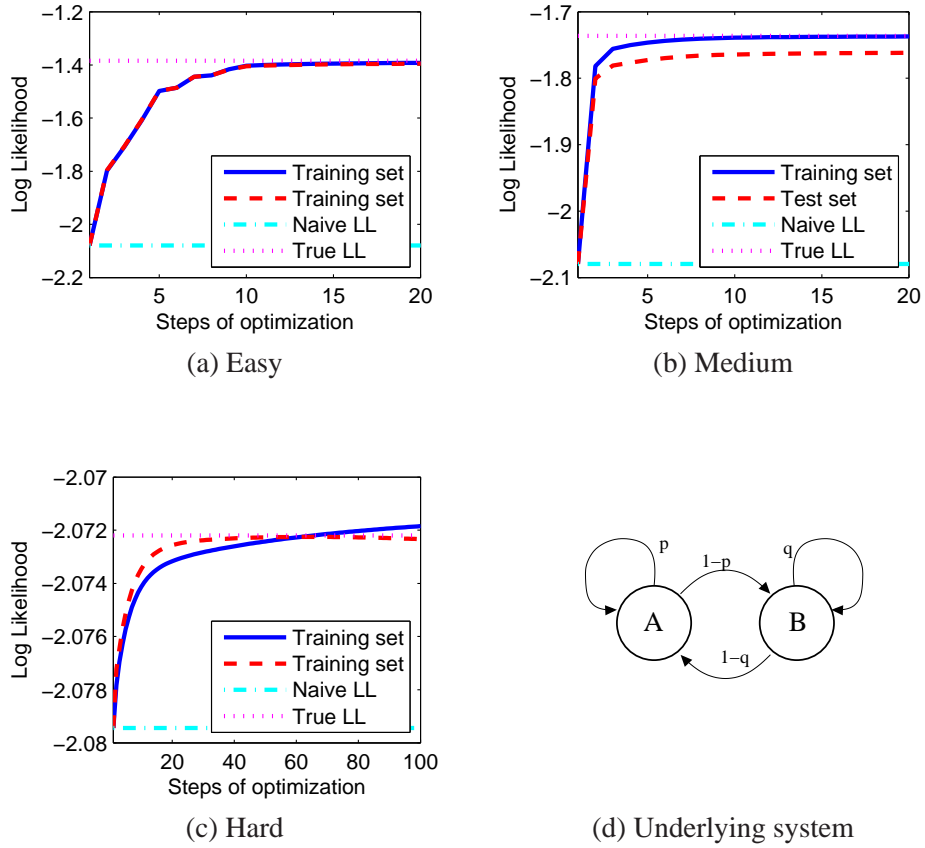 −1.2
−1.4
−1.6
−1.8
−2
−2.2
Log Likelihood
Training set
Training set
Naive LL
True LL
5 10 15 20
Steps of optimization
(a) Easy
−1.7
−1.8
−1.9
−2
−2.1
Log Likelihood
Training set
Test set
Naive LL
True LL
5 10 15 20
Steps of optimization
(b) Medium
−2.07
−2.072
−2.074
−2.076
−2.078
−2.08
Log Likelihood
Training set
Training set
Naive LL
True LL
20 40 60 80 100
Steps of optimization
(c) Hard
p
1−p
q
A
B
1−q
(d) Underlying system